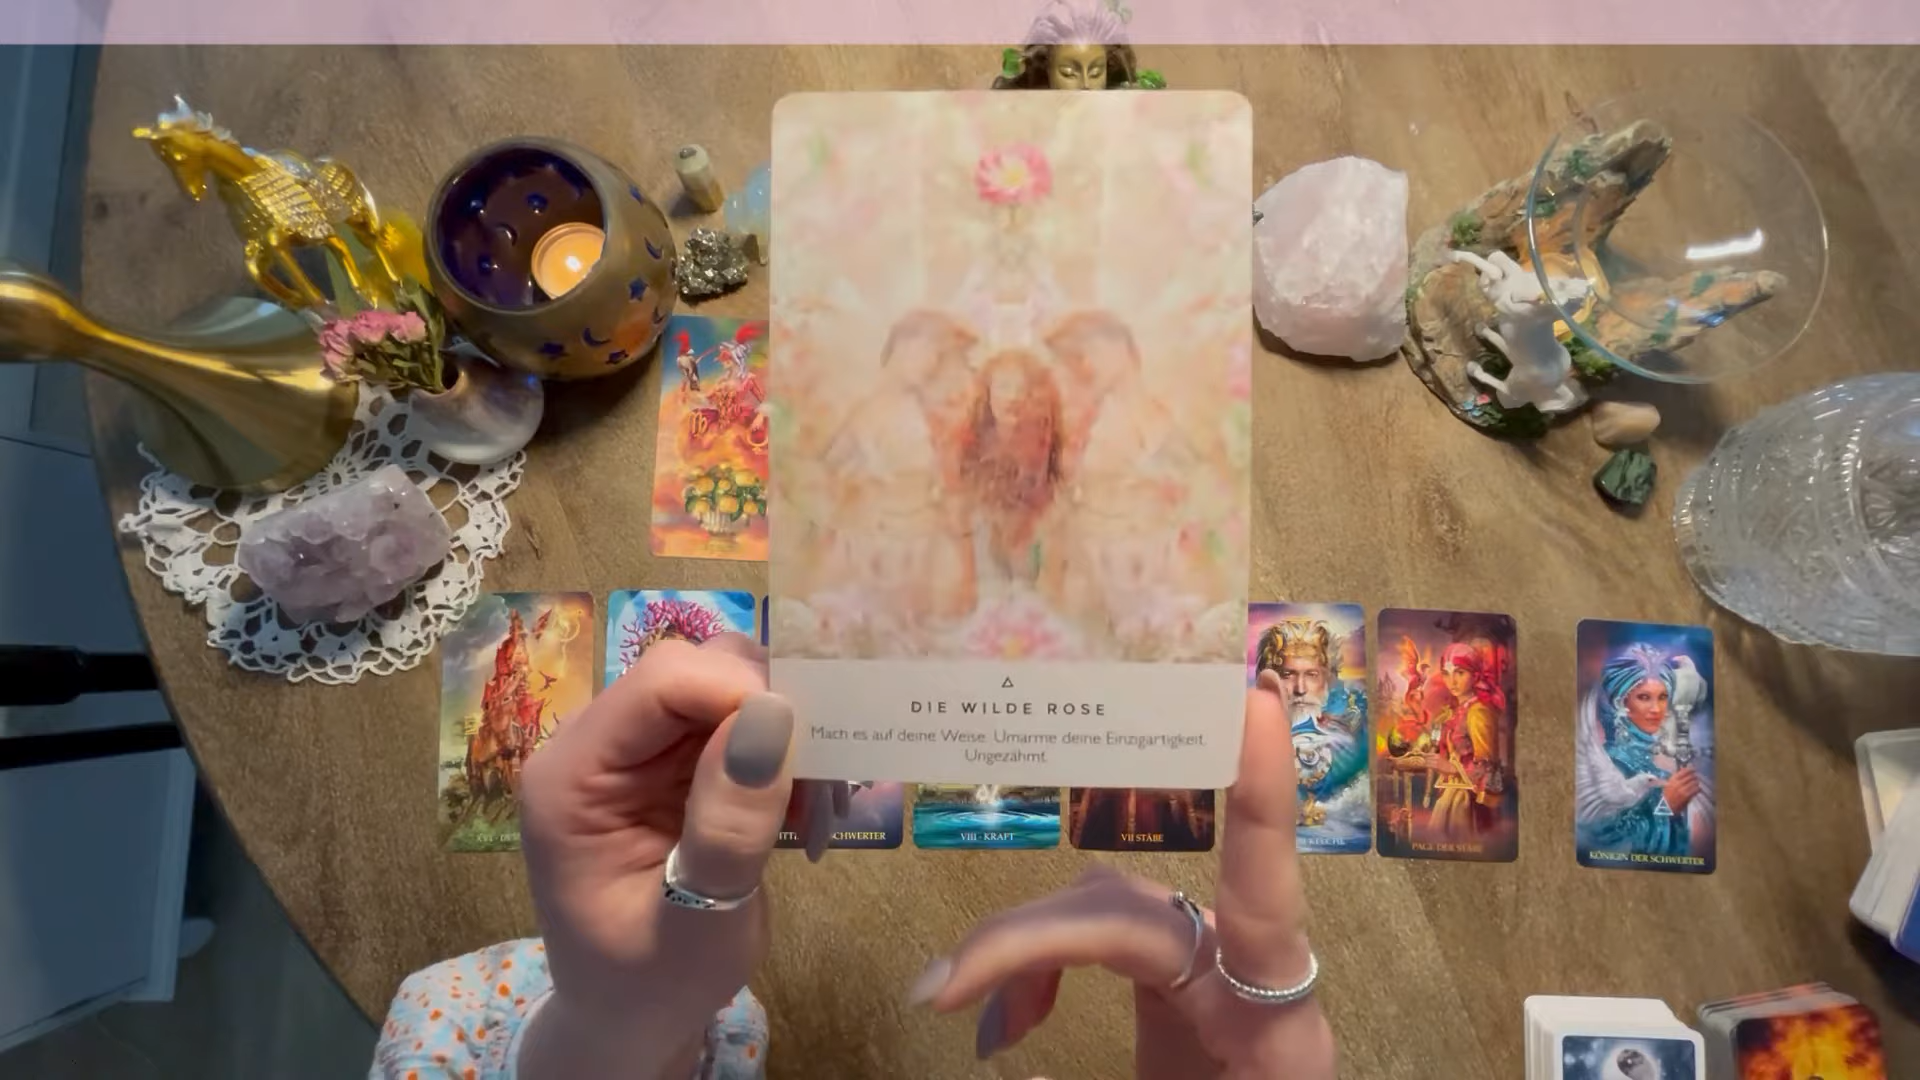 DIE WILDE ROSE
Mach es auf deine Weise. Umarme deine Einzigartigkeit.
Ungezähmt.
SCHWERTER
VIII · KRAFT
VII STÄBE
PAGE DER STÄBE
KÖNIGIN DER SCHWERTER